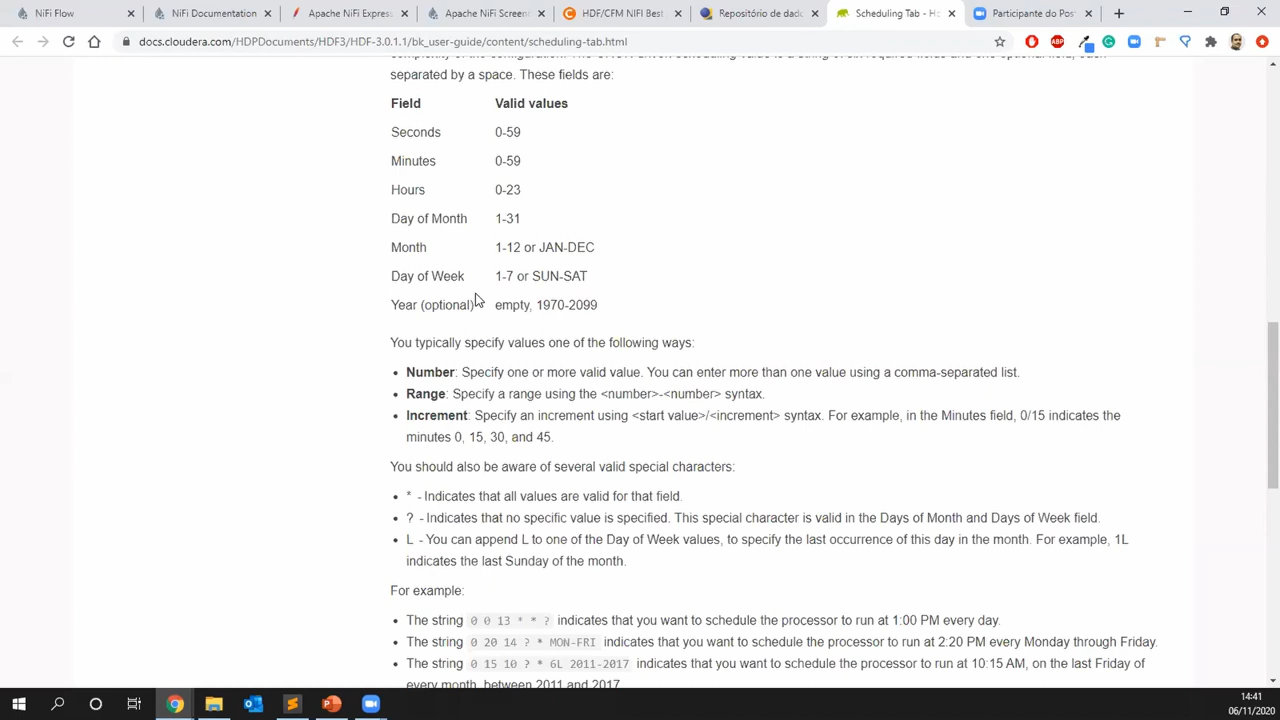 NiFi Flow
NiFi Documentation
Apache NiFi Express
Apache NiFi Screen
HDF/CFM NIFI Best
Repositório de dado
Scheduling Tab - Ho
Participante do Post
docs.cloudera.com/HDPDocuments/HDF3/HDF-3.0.1.1/bk_user-guide/content/scheduling-tab.html
separated by a space. These fields are:
Field Valid values
Seconds 0-59
Minutes 0-59
Hours 0-23
Day of Month 1-31
Month 1-12 or JAN-DEC
Day of Week 1-7 or SUN-SAT
Year (optional) empty, 1970-2099
You typically specify values one of the following ways:
• Number: Specify one or more valid value. You can enter more than one value using a comma-separated list.
• Range: Specify a range using the <number>-<number> syntax.
• Increment: Specify an increment using <start value>/<increment> syntax. For example, in the Minutes field, 0/15 indicates the
minutes 0, 15, 30, and 45.
You should also be aware of several valid special characters:
• * - Indicates that all values are valid for that field.
• ? - Indicates that no specific value is specified. This special character is valid in the Days of Month and Days of Week field.
• L - You can append L to one of the Day of Week values, to specify the last occurrence of this day in the month. For example, 1L
indicates the last Sunday of the month.
For example:
• The string 0 0 13 * * ? indicates that you want to schedule the processor to run at 1:00 PM every day.
• The string 0 20 14 ? * MON-FRI indicates that you want to schedule the processor to run at 2:20 PM every Monday through Friday.
• The string 0 15 10 ? * 6L 2011-2017 indicates that you want to schedule the processor to run at 10:15 AM, on the last Friday of
every month, between 2011 and 2017.
14:41
06/11/2020